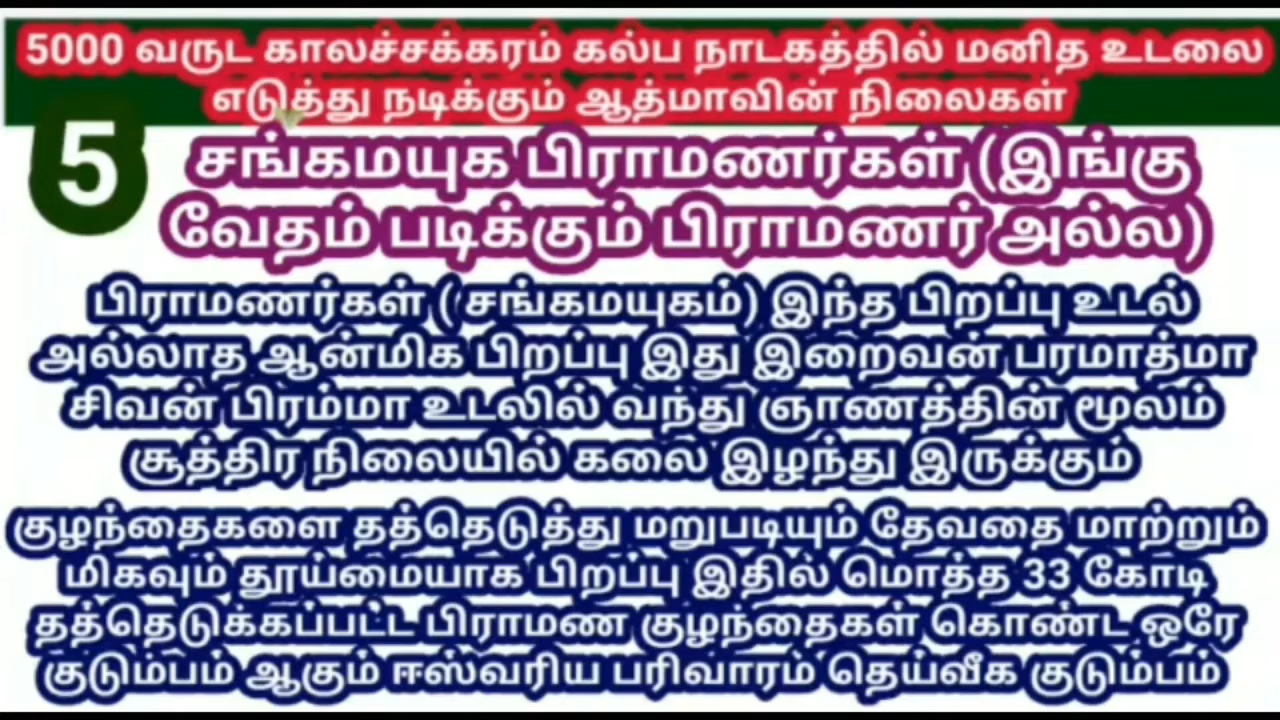 5000 வருட காலச்சக்கரம் கல்ப நாடகத்தில் மனித உடலை
எடுத்து நடிக்கும் ஆத்மாவின் நிலைகள்
5
சங்கமயுக பிராமணர்கள் (இங்கு
வேதம் படிக்கும் பிராமணர் அல்ல)
பிராமணர்கள் ( சங்கமயுகம்) இந்த பிறப்பு உடல்
அல்லாத ஆன்மிக பிறப்பு இது இறைவன் பரமாத்மா
சிவன் பிரம்மா உடலில் வந்து ஞாணத்தின் மூலம்
சூத்திர நிலையில் கலை இழந்து இருக்கும்
குழந்தைகளை தத்தெடுத்து மறுபடியும் தேவதை மாற்றும்
மிகவும் தூய்மையாக பிறப்பு இதில் மொத்த 33 கோடி
தத்தெடுக்கப்பட்ட பிராமண குழந்தைகள் கொண்ட ஒரே
குடும்பம் ஆகும் ஈஸ்வரிய பரிவாரம் தெய்வீக குடும்பம்